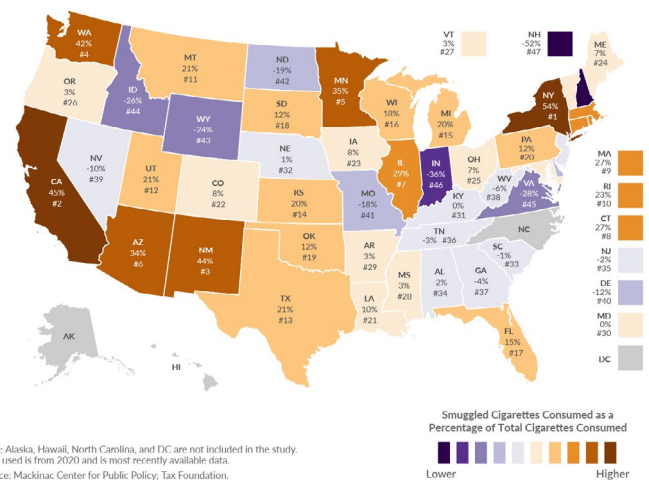 WA
42%
#4
MT
21%
#11
ND
-19%
#42
MN
35%
#5
VT
3%
#27
NH
-52%
#47
ME
7%
#24
OR
3%
#26
ID
-26%
#44
WY
-24%
#43
SD
12%
#18
WI
18%
#16
MI
20%
#15
NY
54%
#1
NV
-10%
#39
UT
21%
#12
CO
8%
#22
NE
1%
#32
IA
8%
#23
IL
29%
#7
IN
-36%
#46
OH
7%
#25
PA
12%
#20
CA
45%
#2
KS
20%
#14
MO
-18%
#41
KY
0%
#31
WV
-6%
#38
VA
-28%
#45
MA
27%
#9
RI
23%
#10
CT
27%
#8
NJ
-2%
#35
DE
-12%
#40
MD
0%
#30
DC
AZ
34%
#6
NM
44%
#3
OK
12%
#19
AR
3%
#29
TN
-3% #36
NC
SC
-1%
#33
TX
21%
#13
LA
10%
#21
MS
3%
#28
AL
2%
#34
GA
-4%
#37
FL
15%
#17
AK
HI
Smuggled Cigarettes Consumed as a
Percentage of Total Cigarettes Consumed
Lower Higher
: Alaska, Hawaii, North Carolina, and DC are not included in the study.
used is from 2020 and is most recently available data.
ce: Mackinac Center for Public Policy; Tax Foundation.